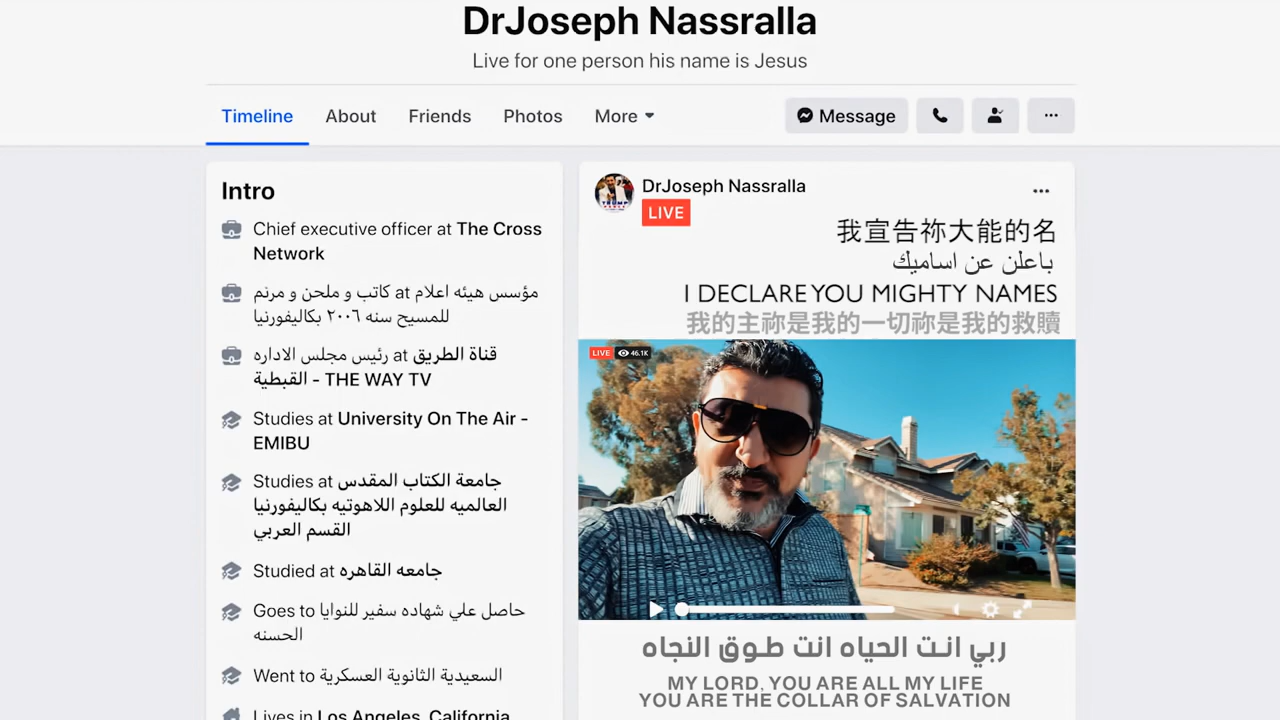 DrJoseph Nassralla
Live for one person his name is Jesus
Timeline
About
Friends
Photos
More
Message
Intro
Chief executive officer at The Cross
Network
مؤسس هيئه اعلام at كاتب و ملحن و مرنم
للمسيح سنه ٢٠٠٦ بكاليفورنيا
رئيس مجلس الاداره at قناة الطريق
القبطية - THE WAY TV
Studies at University On The Air -
EMIBU
Studies at جامعة الكتاب المقدس
العالميه للعلوم اللاهوتيه بكاليفورنيا
القسم العربي
Studied at جامعه القاهره
Goes to حاصل علي شهاده سفير للنوايا
الحسنه
Went to السعيدية الثانوية العسكرية
Lives in Los Angeles, California
DrJoseph Nassralla
LIVE
我宣告祢大能的名
باعلن عن اساميك
I DECLARE YOU MIGHTY NAMES
我的主祢是我的一切祢是我的救贖
LIVE 46.1K
ربي انت الحياه انت طوق النجاه
MY LORD, YOU ARE ALL MY LIFE
YOU ARE THE COLLAR OF SALVATION